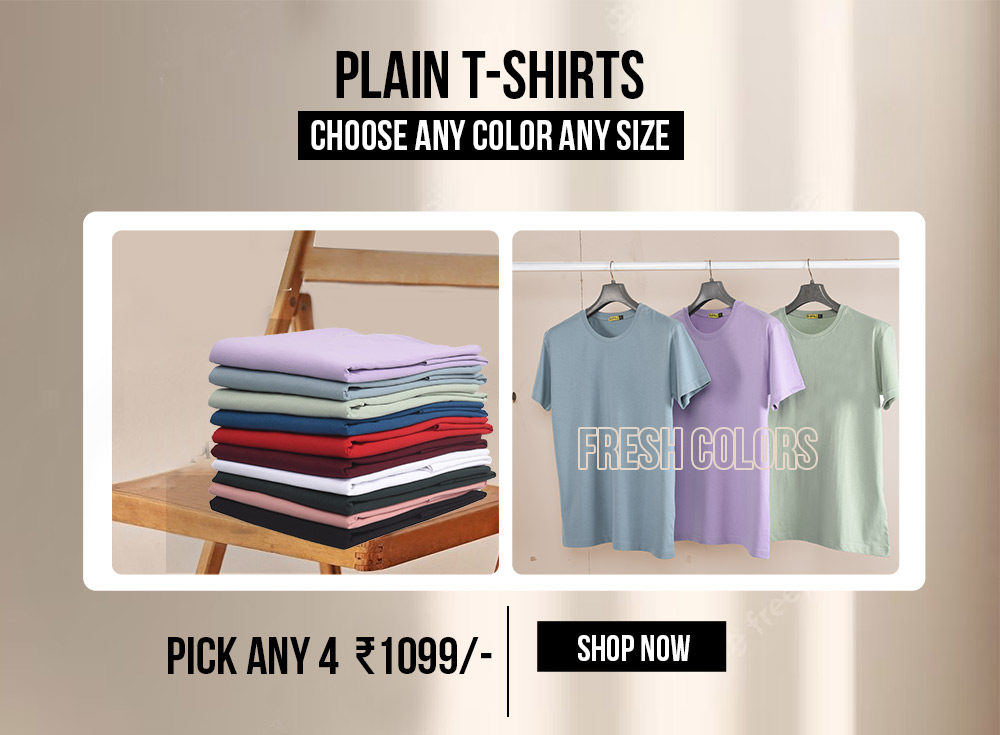 PLAIN T-SHIRTS
CHOOSE ANY COLOR ANY SIZE
FRESH COLORS
PICK ANY 4 ₹1099/-
SHOP NOW